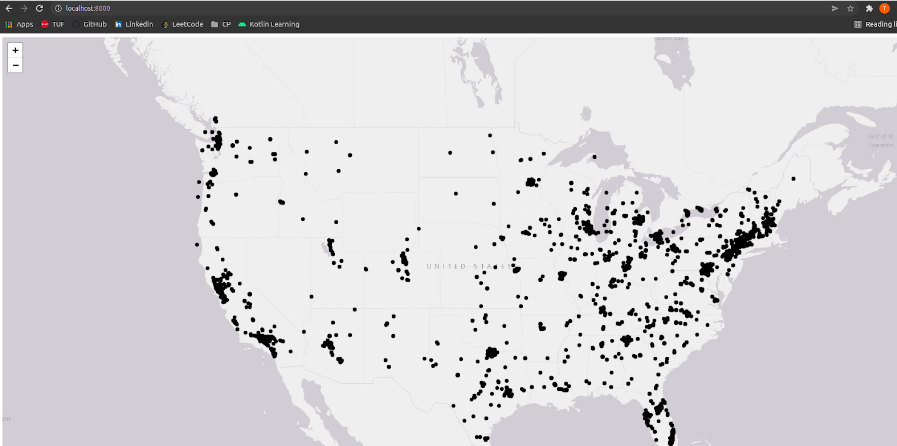 localhost:8000
Apps TUF GitHub Linkedin LeetCode CP Kotlin Learning Reading li
+
−
UNITED STATES
Gulf of St
Lawrence